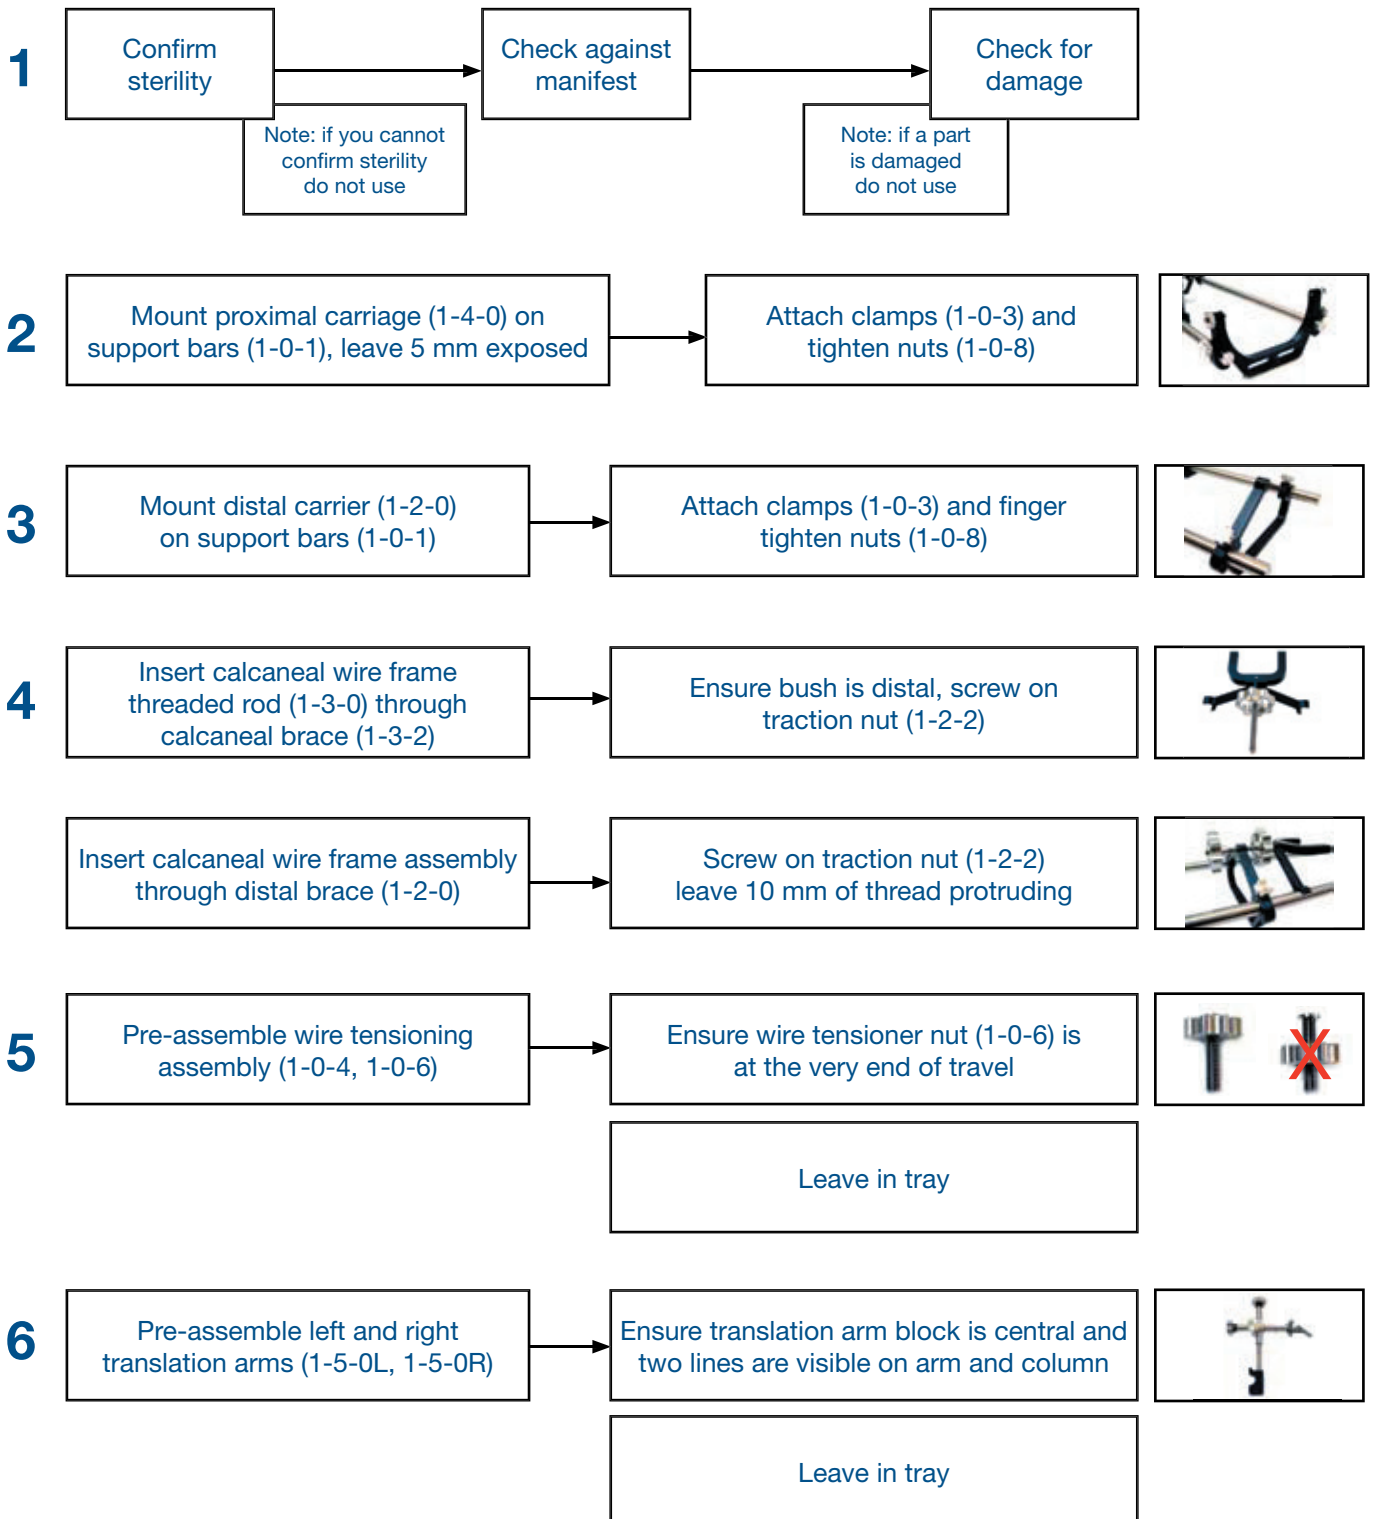 1
Confirm
sterility
Check against
manifest
Check for
damage
Note: if you cannot
confirm sterility
do not use
Note: if a part
is damaged
do not use
2
Mount proximal carriage (1-4-0) on
support bars (1-0-1), leave 5 mm exposed
Attach clamps (1-0-3) and
tighten nuts (1-0-8)
3
Mount distal carrier (1-2-0)
on support bars (1-0-1)
Attach clamps (1-0-3) and finger
tighten nuts (1-0-8)
4
Insert calcaneal wire frame
threaded rod (1-3-0) through
calcaneal brace (1-3-2)
Ensure bush is distal, screw on
traction nut (1-2-2)
Insert calcaneal wire frame assembly
through distal brace (1-2-0)
Screw on traction nut (1-2-2)
leave 10 mm of thread protruding
5
Pre-assemble wire tensioning
assembly (1-0-4, 1-0-6)
Ensure wire tensioner nut (1-0-6) is
at the very end of travel
X
Leave in tray
6
Pre-assemble left and right
translation arms (1-5-0L, 1-5-0R)
Ensure translation arm block is central and
two lines are visible on arm and column
Leave in tray